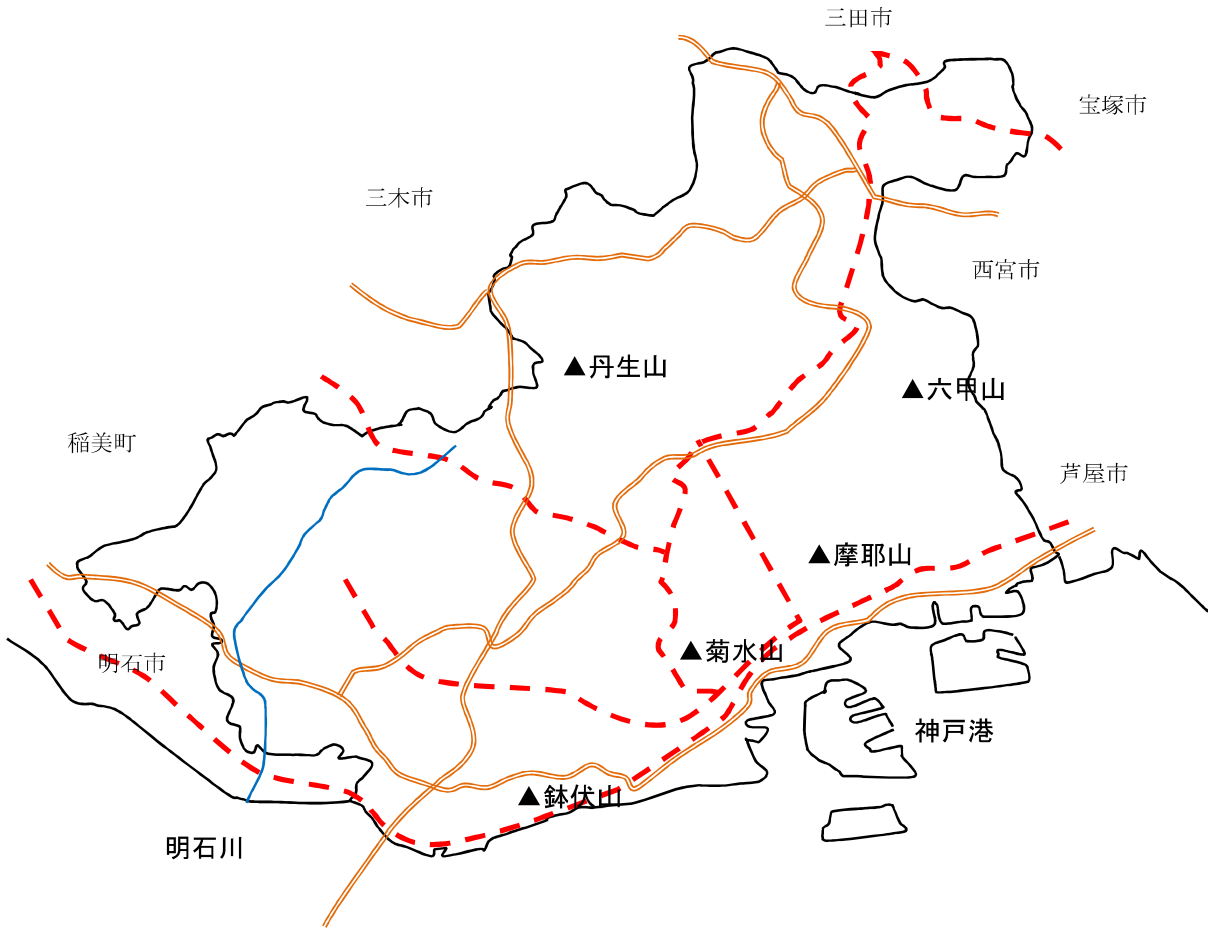 三田市
宝塚市
三木市
西宮市
▲丹生山
▲六甲山
稲美町
芦屋市
▲摩耶山
▲菊水山
明石市
神戸港
▲鉢伏山
明石川